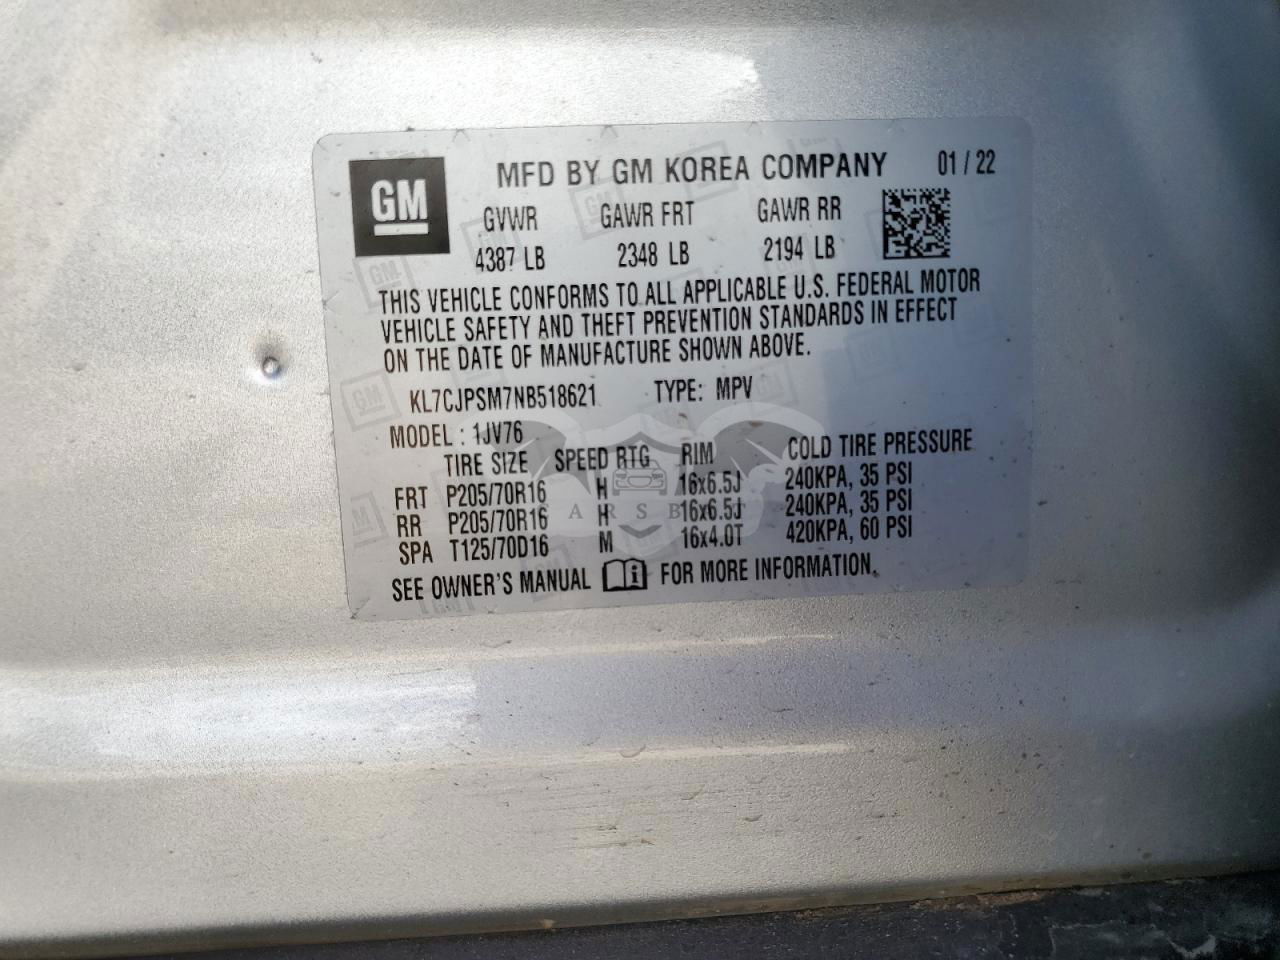 GM MFD BY GM KOREA COMPANY 01 / 22
GVWR GAWR FRT GAWR RR
4387 LB 2348 LB 2194 LB
THIS VEHICLE CONFORMS TO ALL APPLICABLE U.S. FEDERAL MOTOR
VEHICLE SAFETY AND THEFT PREVENTION STANDARDS IN EFFECT
ON THE DATE OF MANUFACTURE SHOWN ABOVE.
KL7CJPSM7NB518621 TYPE: MPV
MODEL : 1JV76
TIRE SIZE SPEED RTG RIM COLD TIRE PRESSURE
FRT P205/70R16 H 16x6.5J 240KPA, 35 PSI
RR P205/70R16 H 16x6.5J 240KPA, 35 PSI
SPA T125/70D16 M 16x4.0T 420KPA, 60 PSI
SEE OWNER'S MANUAL i FOR MORE INFORMATION.